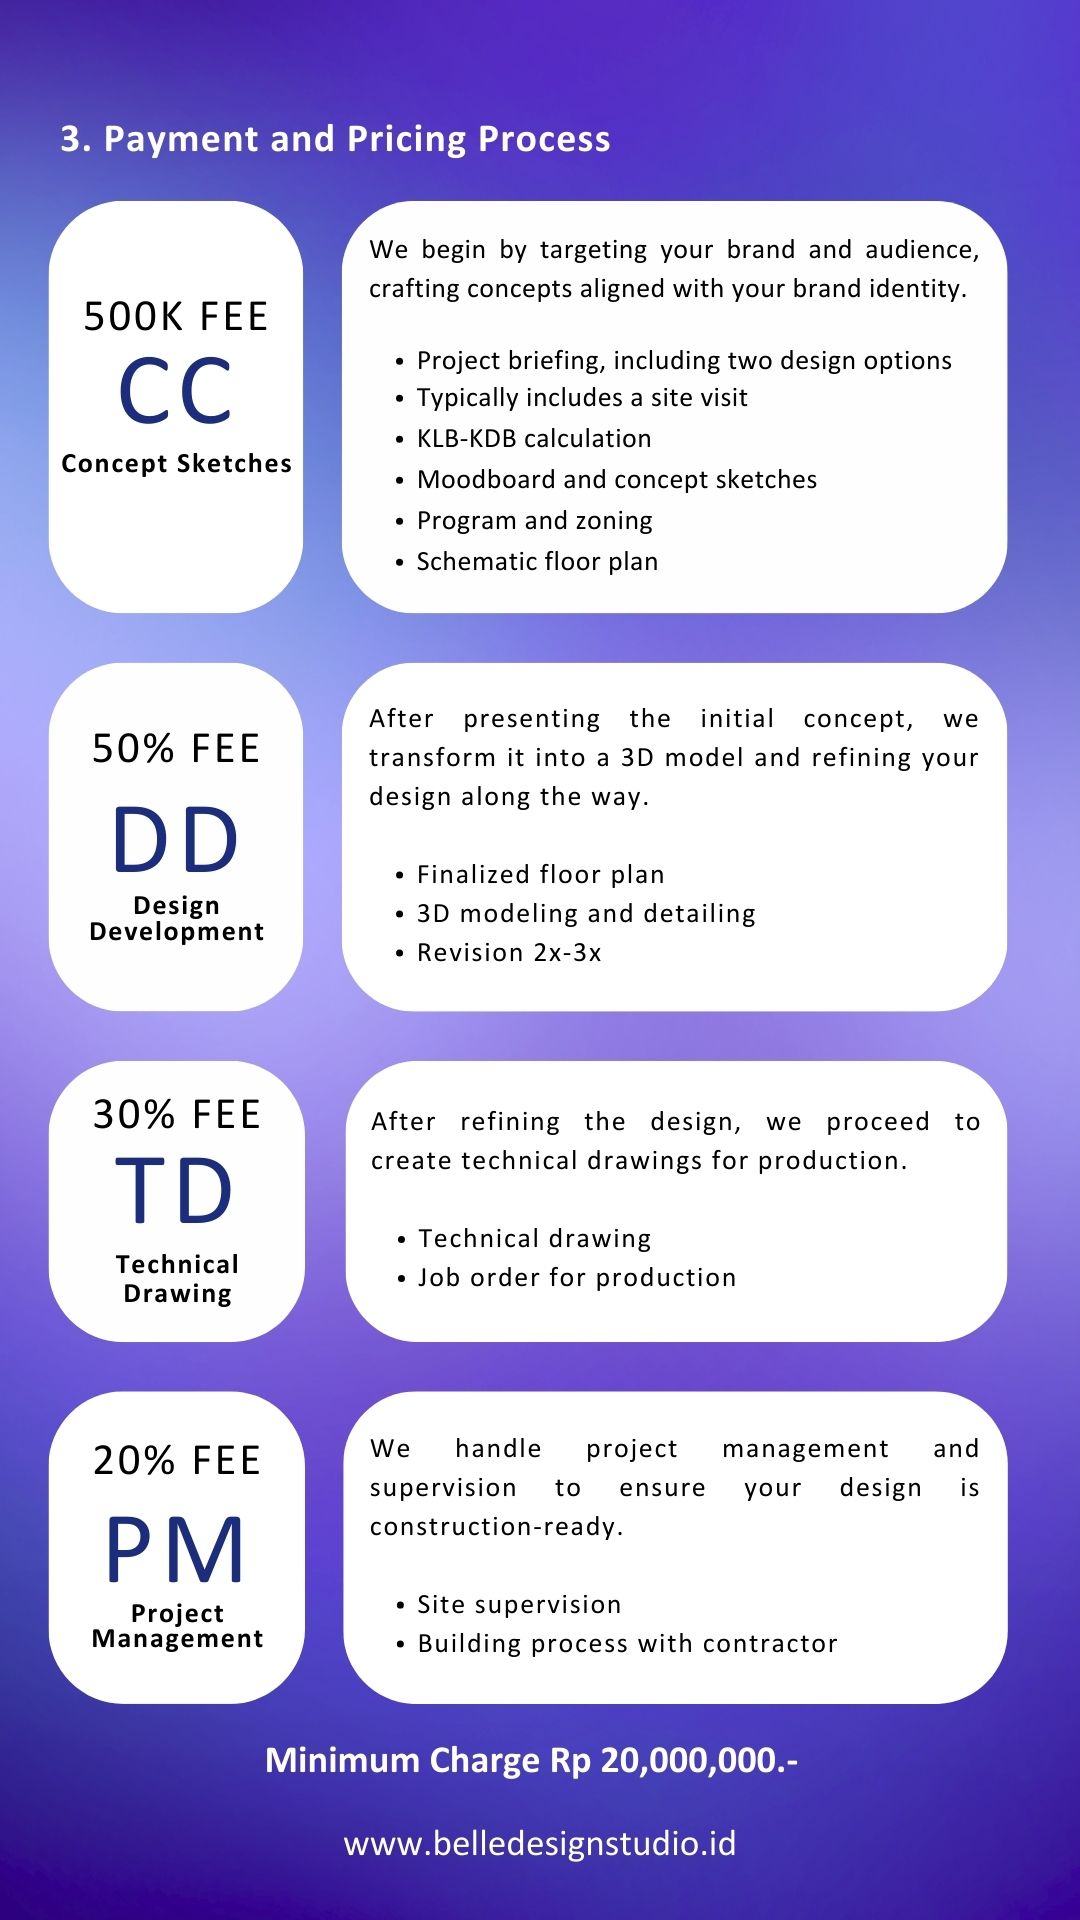 3. Payment and Pricing Process
500K FEE
CC
Concept Sketches
We begin by targeting your brand and audience,
crafting concepts aligned with your brand identity.
• Project briefing, including two design options
• Typically includes a site visit
• KLB-KDB calculation
• Moodboard and concept sketches
• Program and zoning
• Schematic floor plan
50% FEE
DD
Design
Development
After presenting the initial concept, we
transform it into a 3D model and refining your
design along the way.
• Finalized floor plan
• 3D modeling and detailing
• Revision 2x-3x
30% FEE
TD
Technical
Drawing
After refining the design, we proceed to
create technical drawings for production.
• Technical drawing
• Job order for production
20% FEE
PM
Project
Management
We handle project management and
supervision to ensure your design is
construction-ready.
• Site supervision
• Building process with contractor
Minimum Charge Rp 20,000,000.-
www.belledesignstudio.id